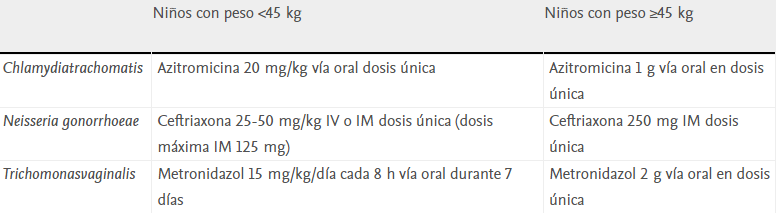 Niños con peso <45 kg Niños con peso ≥45 kg
Chlamydiatrachomatis Azitromicina 20 mg/kg vía oral dosis única Azitromicina 1 g vía oral en dosis
única
Neisseria gonorrhoeae Ceftriaxona 25-50 mg/kg IV o IM dosis única (dosis Ceftriaxona 250 mg IM dosis
máxima IM 125 mg) única
Trichomonasvaginalis Metronidazol 15 mg/kg/día cada 8 h vía oral durante 7 Metronidazol 2 g vía oral en dosis
días única